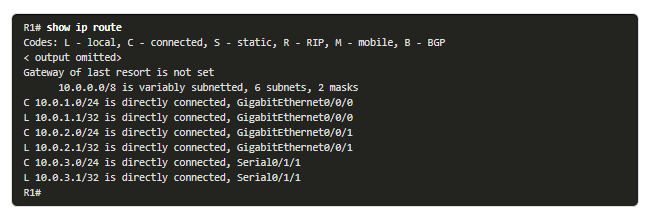 R1# show ip route
Codes: L - local, C - connected, S - static, R - RIP, M - mobile, B - BGP
< output omitted>
Gateway of last resort is not set
10.0.0.0/8 is variably subnetted, 6 subnets, 2 masks
C 10.0.1.0/24 is directly connected, GigabitEthernet0/0/0
L 10.0.1.1/32 is directly connected, GigabitEthernet0/0/0
C 10.0.2.0/24 is directly connected, GigabitEthernet0/0/1
L 10.0.2.1/32 is directly connected, GigabitEthernet0/0/1
C 10.0.3.0/24 is directly connected, Serial0/1/1
L 10.0.3.1/32 is directly connected, Serial0/1/1
R1#